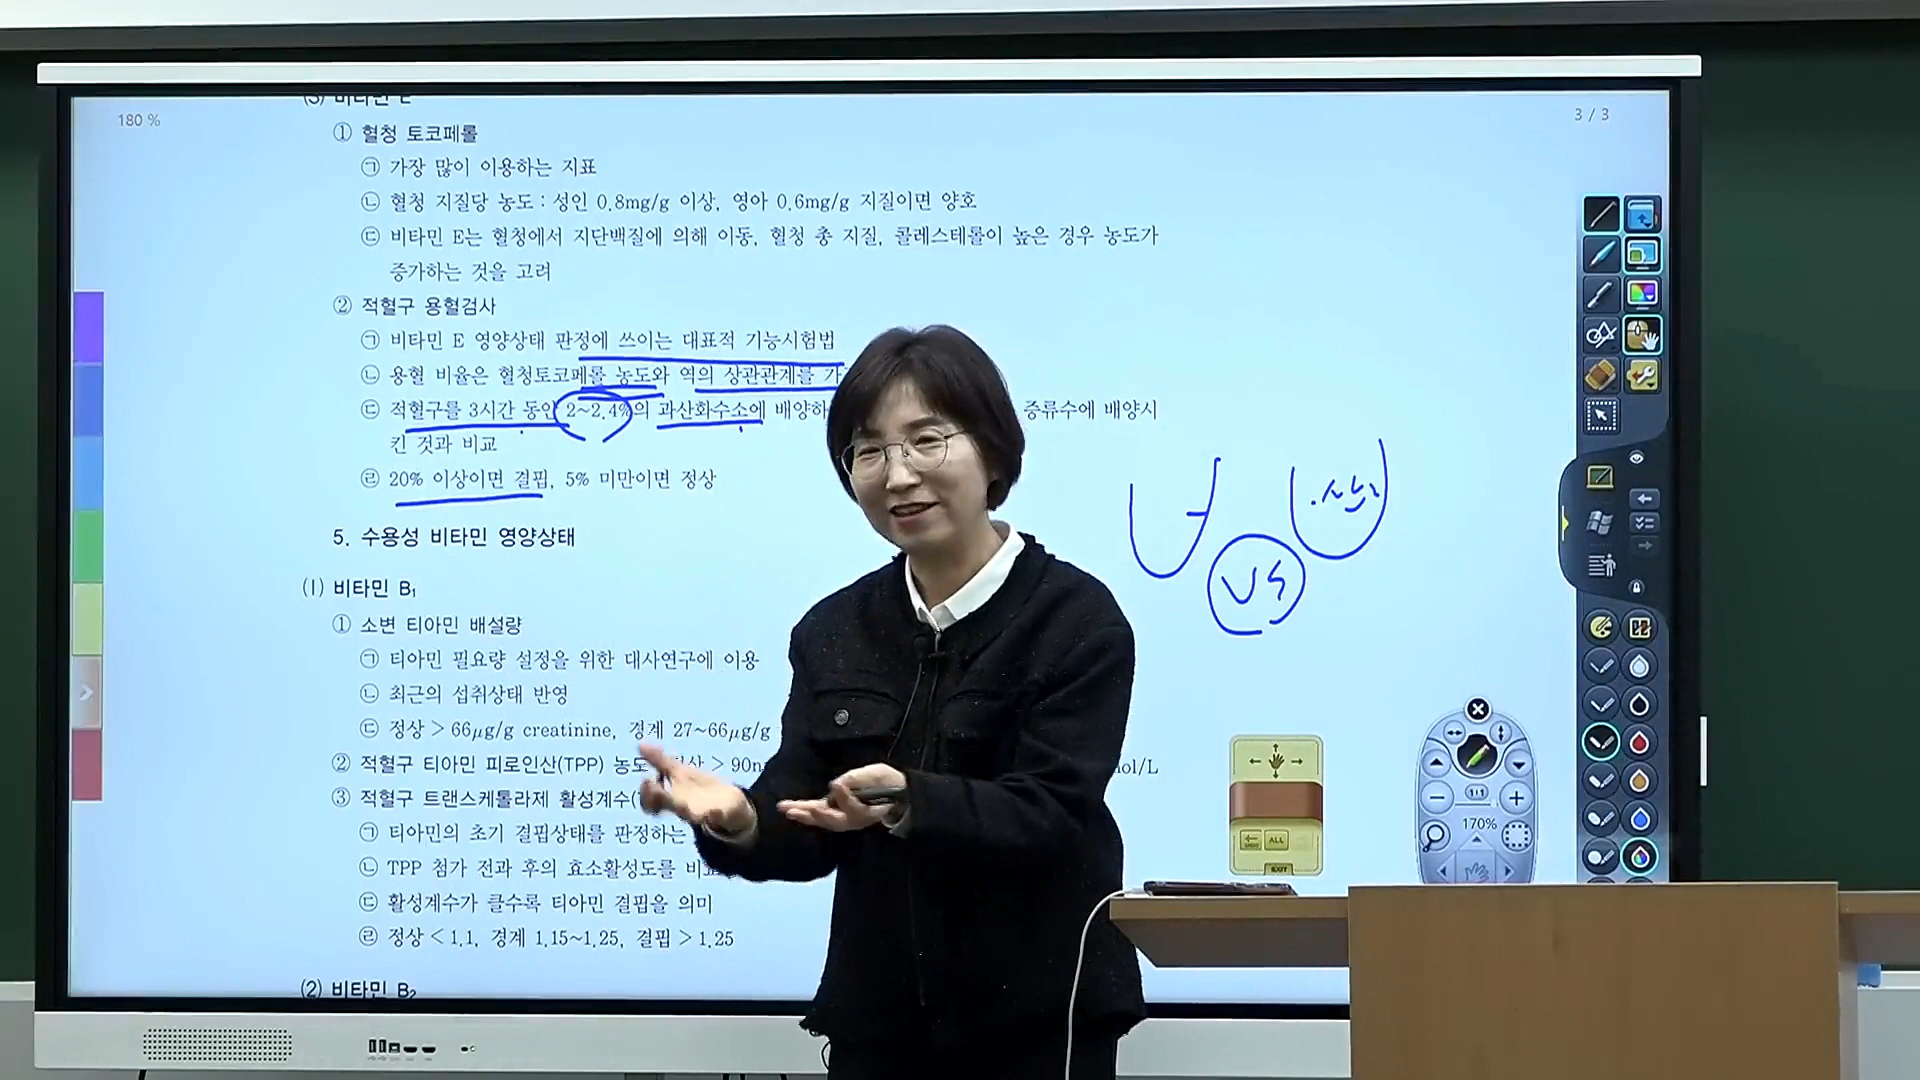 180 %
3 / 3
(3) 비타민 E
① 혈청 토코페롤
㉠ 가장 많이 이용하는 지표
㉡ 혈청 지질당 농도 : 성인 0.8mg/g 이상, 영아 0.6mg/g 지질이면 양호
㉢ 비타민 E는 혈청에서 지단백질에 의해 이동, 혈청 총 지질, 콜레스테롤이 높은 경우 농도가
증가하는 것을 고려
② 적혈구 용혈검사
㉠ 비타민 E 영양상태 판정에 쓰이는 대표적 기능시험법
㉡ 용혈 비율은 혈청토코페롤 농도와 역의 상관관계를 가
㉢ 적혈구를 3시간 동안 2~2.4%의 과산화수소에 배양하 증류수에 배양시
킨 것과 비교
㉣ 20% 이상이면 결핍, 5% 미만이면 정상
VS
5. 수용성 비타민 영양상태
(1) 비타민 B₁
① 소변 티아민 배설량
㉠ 티아민 필요량 설정을 위한 대사연구에 이용
㉡ 최근의 섭취상태 반영
㉢ 정상 > 66μg/g creatinine, 경계 27~66μg/g
② 적혈구 티아민 피로인산(TPP) 농도 정상 > 90n mol/L
③ 적혈구 트랜스케톨라제 활성계수(
㉠ 티아민의 초기 결핍상태를 판정하는
㉡ TPP 첨가 전과 후의 효소활성도를 비교
㉢ 활성계수가 클수록 티아민 결핍을 의미
㉣ 정상 < 1.1, 경계 1.15~1.25, 결핍 > 1.25
(2) 비타민 B₂
1:1
170%
ALL
EXIT